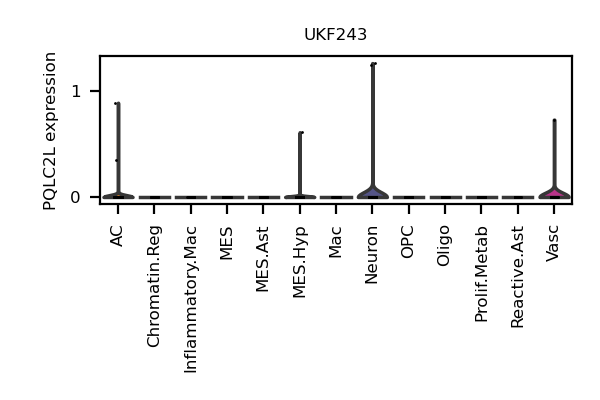 UKF243
PQLC2L expression
1
0
AC
Chromatin.Reg
Inflammatory.Mac
MES
MES.Ast
MES.Hyp
Mac
Neuron
OPC
Oligo
Prolif.Metab
Reactive.Ast
Vasc